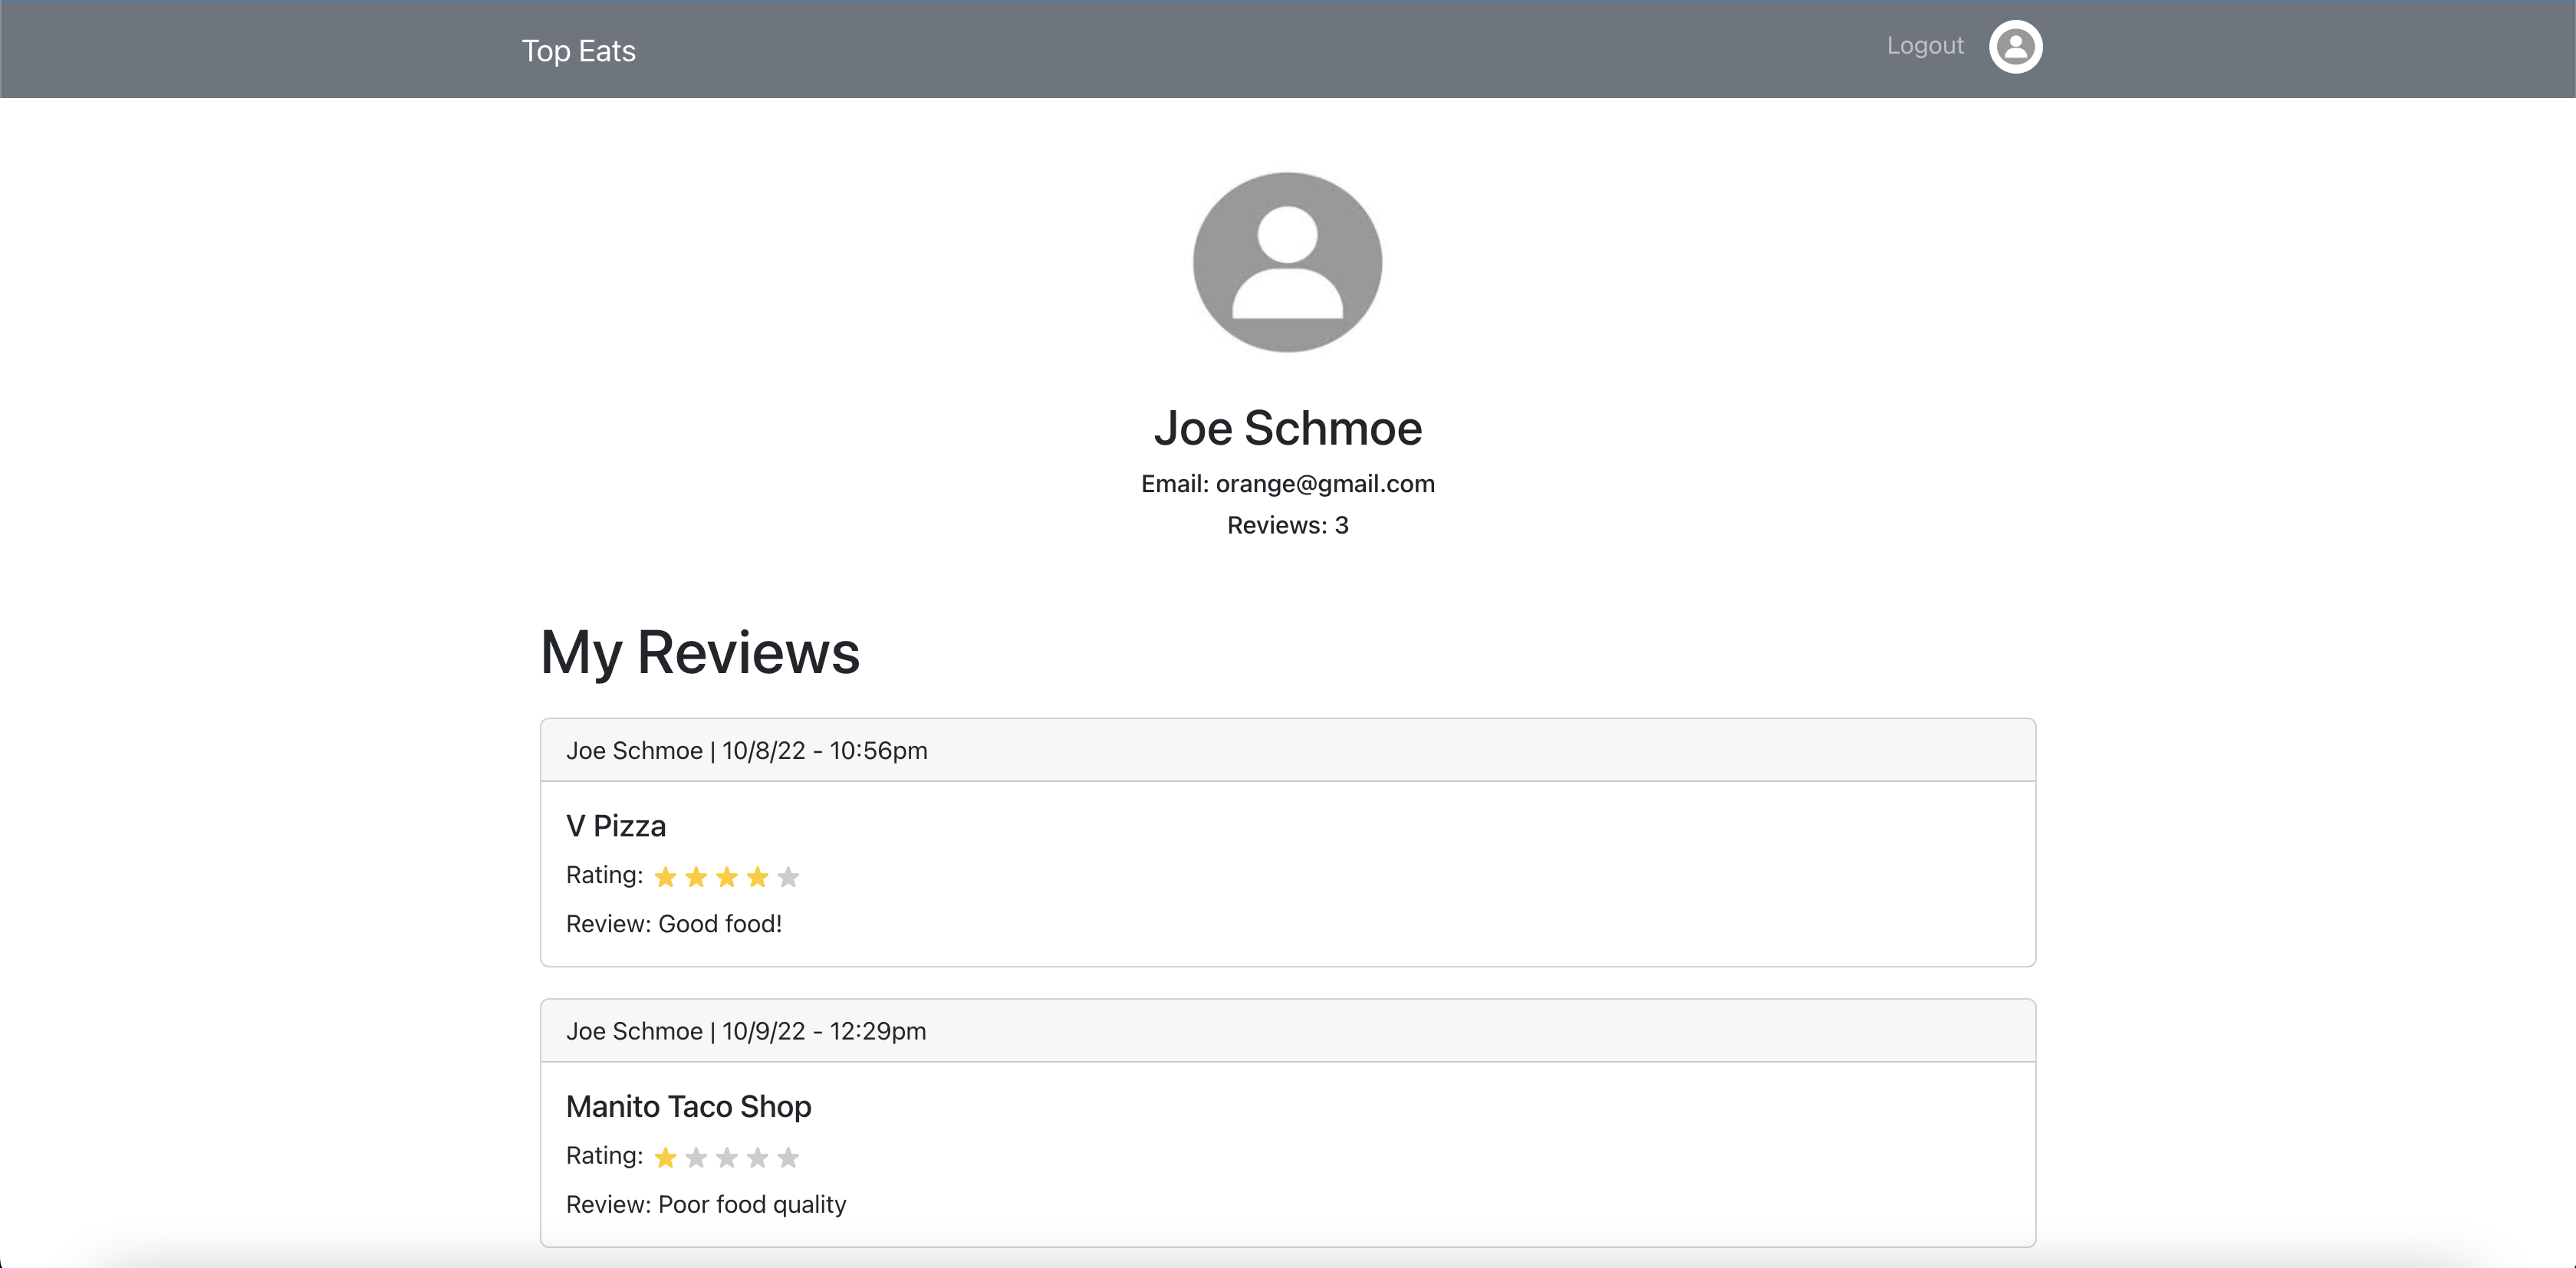 Top Eats
Logout
Joe Schmoe
Email: orange@gmail.com
Reviews: 3
My Reviews
Joe Schmoe | 10/8/22 - 10:56pm
V Pizza
Rating:
Review: Good food!
Joe Schmoe | 10/9/22 - 12:29pm
Manito Taco Shop
Rating:
Review: Poor food quality